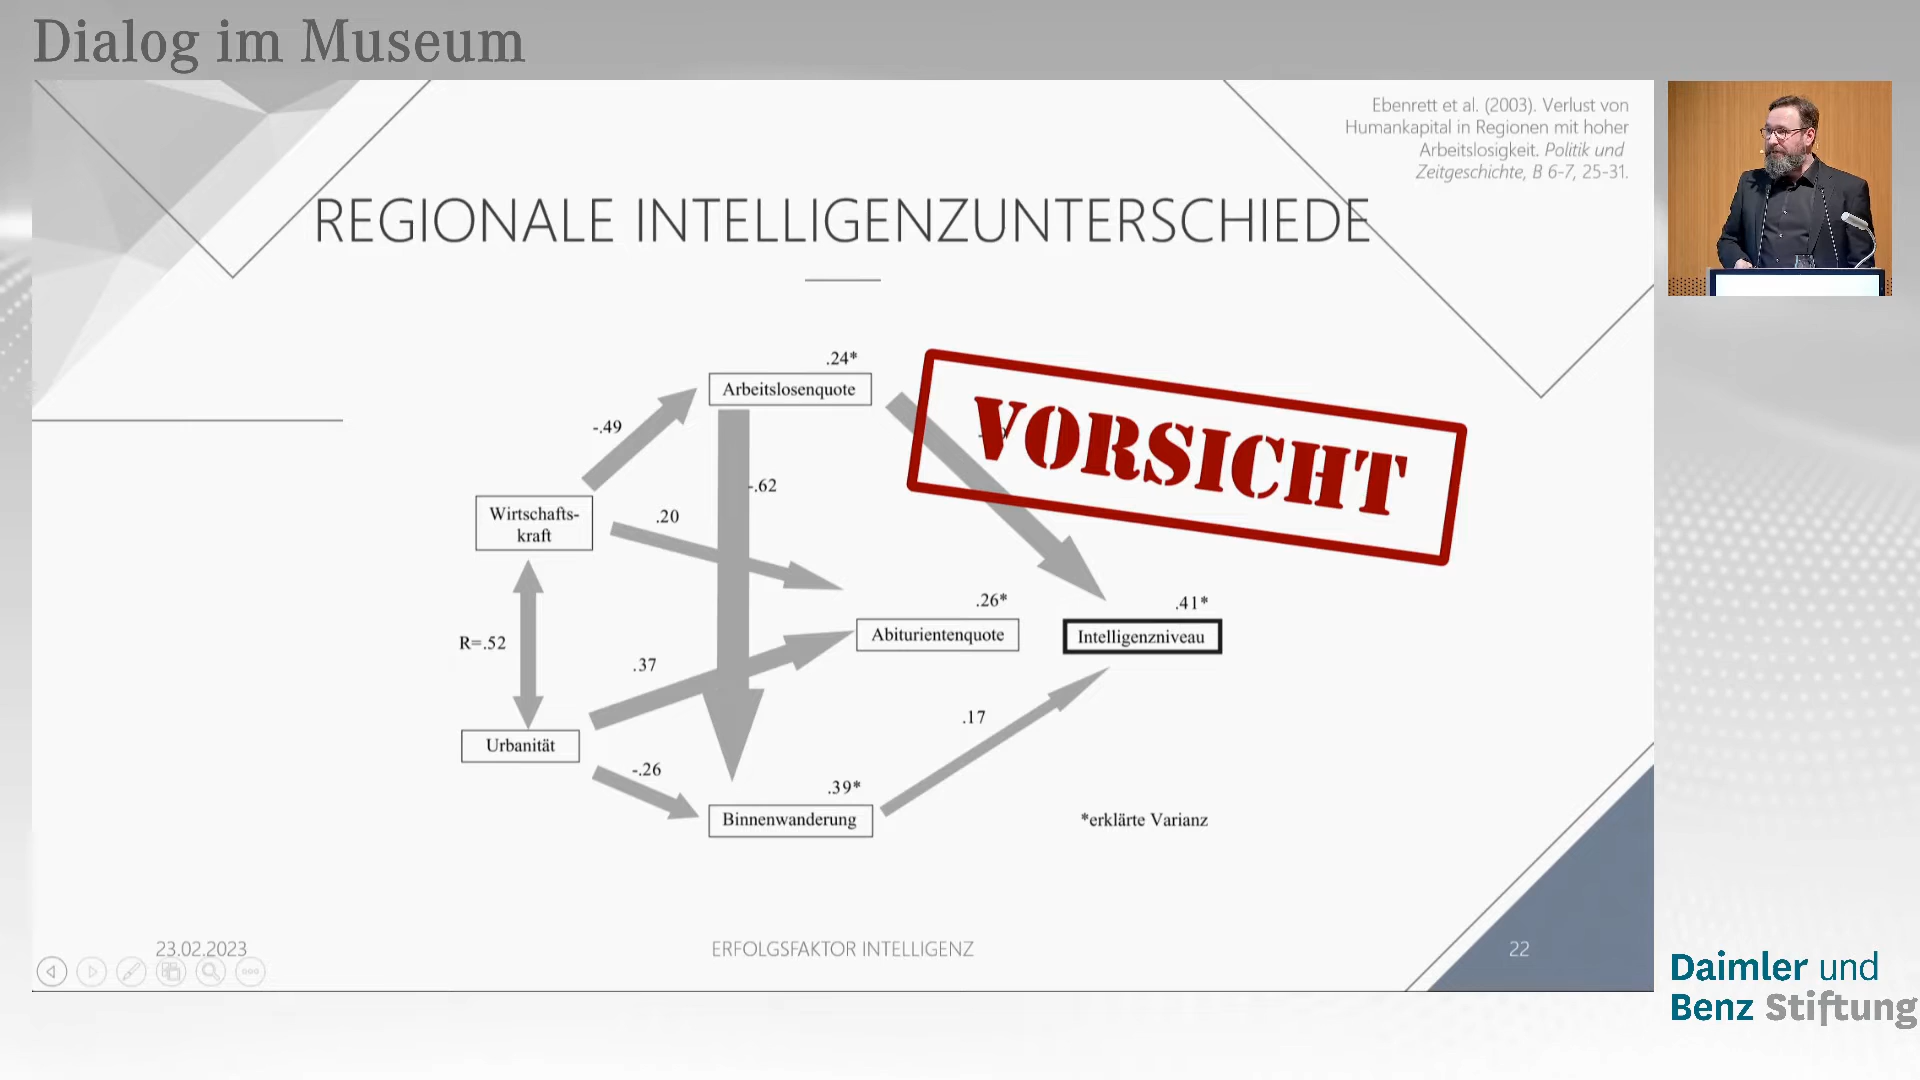 Dialog im Museum
Ebenrett et al. (2003). Verlust von
Humankapital in Regionen mit hoher
Arbeitslosigkeit. Politik und
Zeitgeschichte, B 6-7, 25-31.
REGIONALE INTELLIGENZUNTERSCHIEDE
.24*
Arbeitslosenquote
-.49
VORSICHT
-.62
Wirtschafts-
kraft
.20
.26*
.41*
Abiturientenquote
Intelligenzniveau
R=.52
.37
.17
Urbanität
-.26
.39*
Binnenwanderung
*erklärte Varianz
23.02.2023
ERFOLGSFAKTOR INTELLIGENZ
22
Daimler und
Benz Stiftung